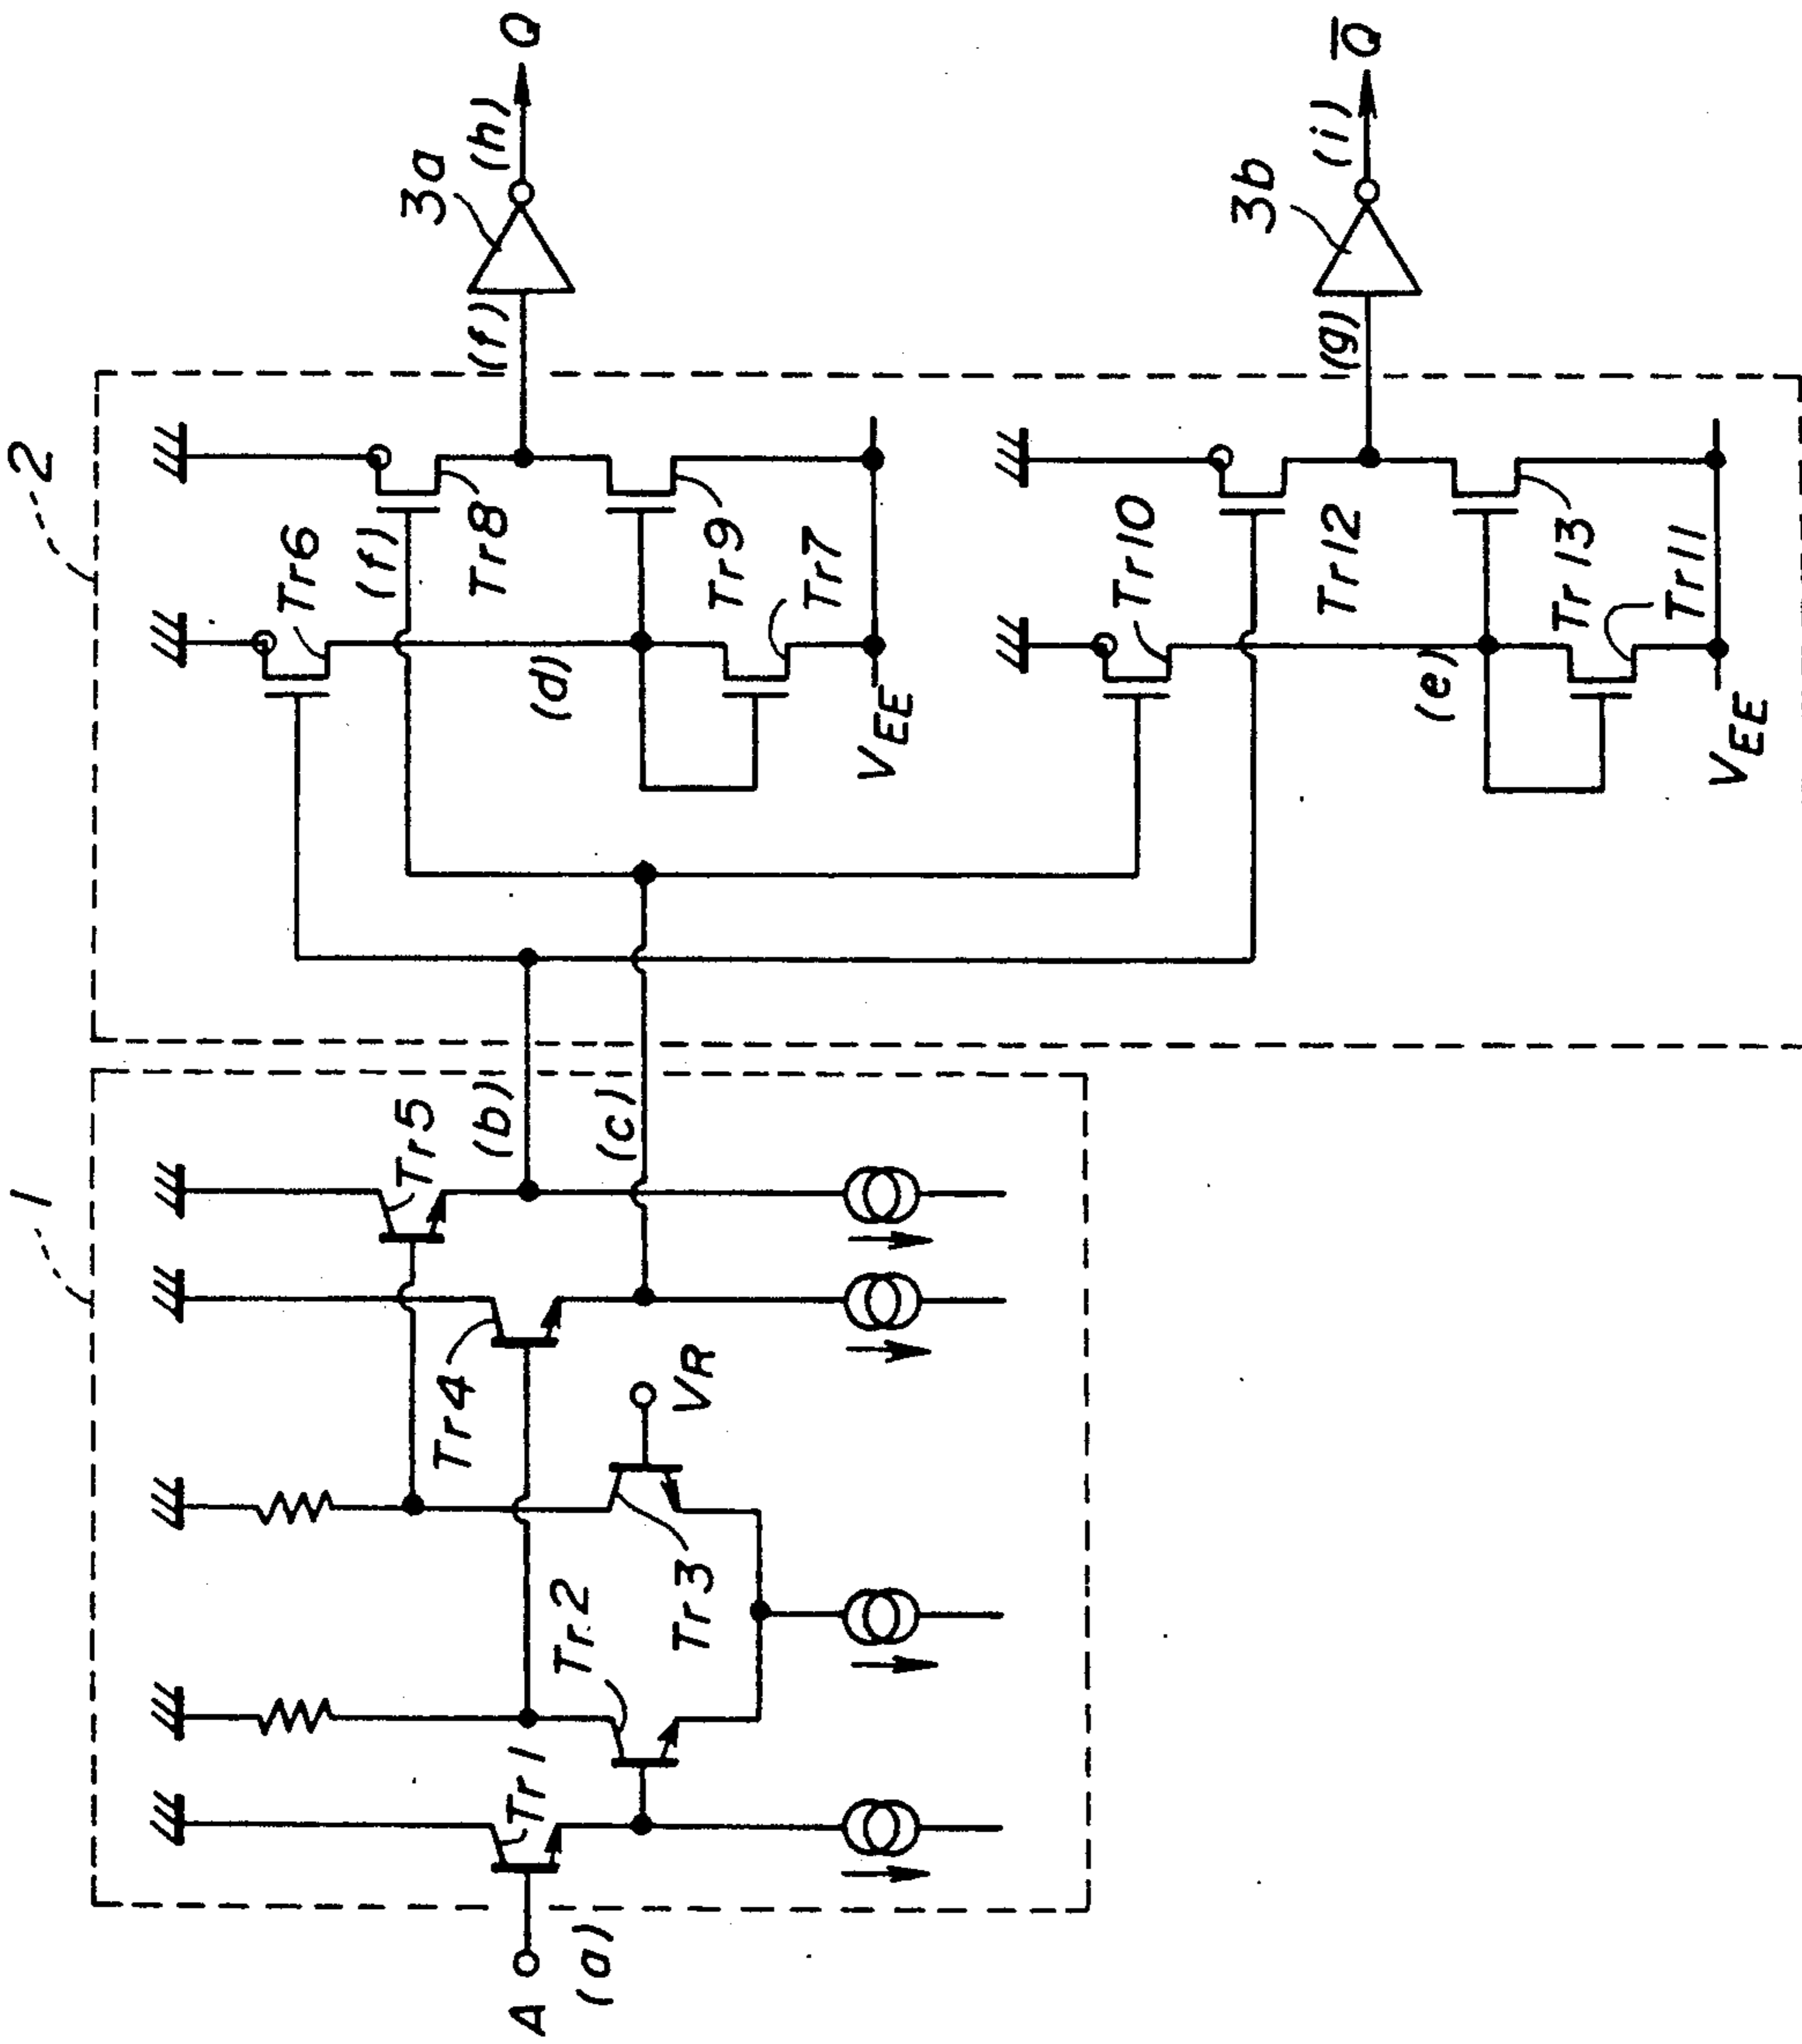 1
2
A
(a)
Tr1
Tr2
Tr3
VR
Tr4
Tr5
(b)
(c)
Tr6
(f)
Tr8
(d)
Tr9
Tr7
VEE
(f)
3a
(h)
Q
Tr10
Tr12
(e)
Tr13
Tr11
VEE
(g)
3b
(i)
Q̅